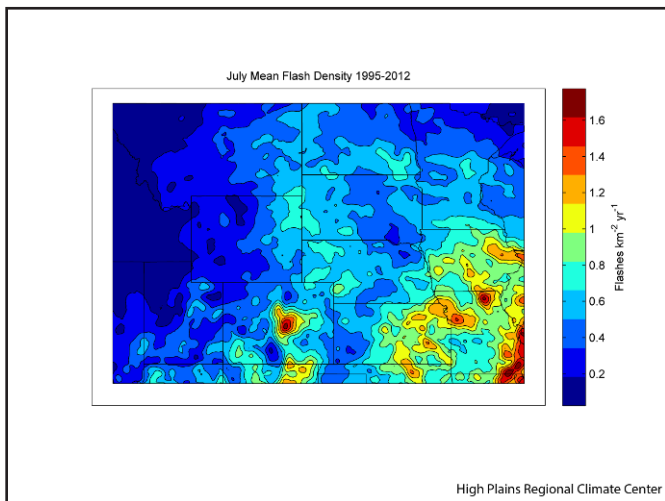 July Mean Flash Density 1995-2012
1.6
1.4
1.2
1
0.8
0.6
0.4
0.2
Flashes km⁻² yr⁻¹
High Plains Regional Climate Center